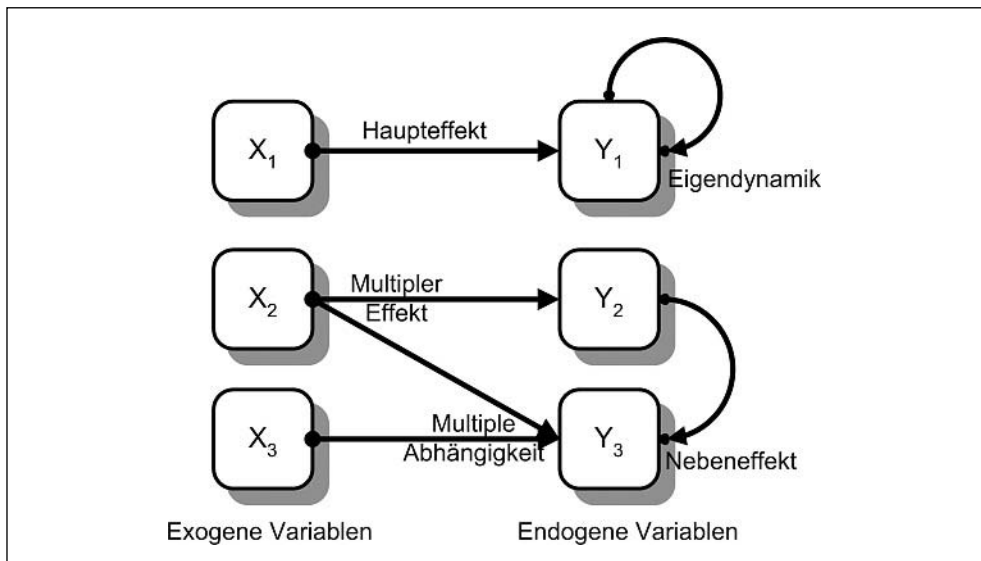 X₁
Haupteffekt
Y₁
Eigendynamik
X₂
Multipler
Effekt
Y₂
X₃
Multiple
Abhängigkeit
Y₃
Nebeneffekt
Exogene Variablen
Endogene Variablen